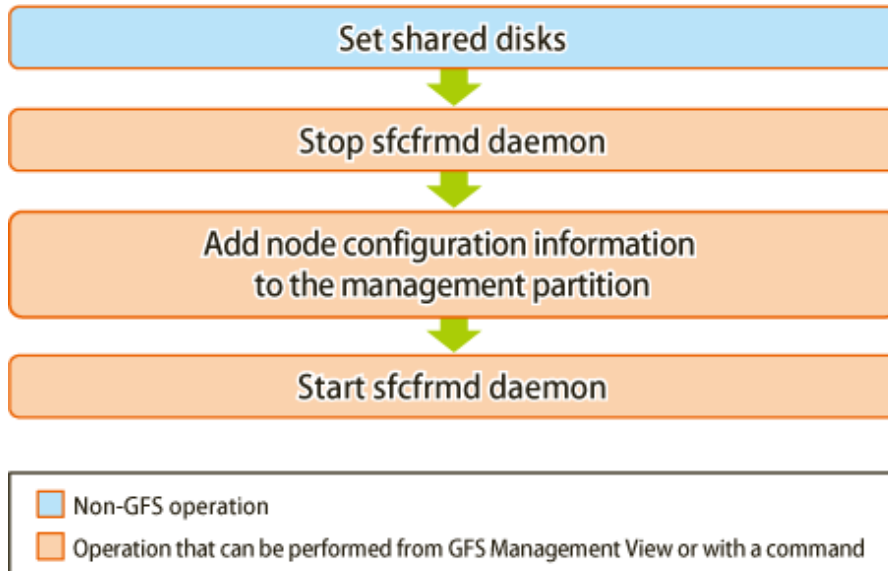 Set shared disks
Stop sfcfrmd daemon
Add node configuration information
to the management partition
Start sfcfrmd daemon
Non-GFS operation
Operation that can be performed from GFS Management View or with a command